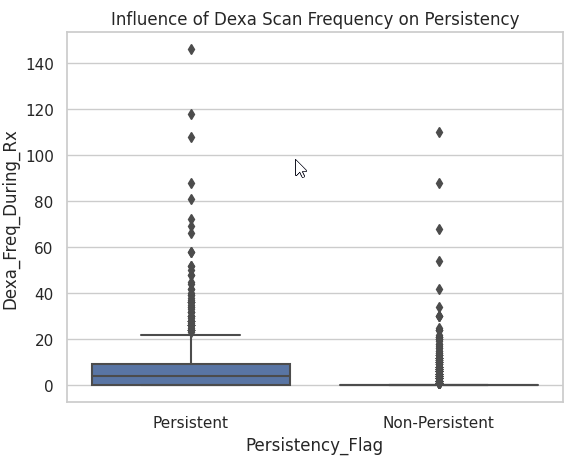 Influence of Dexa Scan Frequency on Persistency
140
120
100
80
60
40
20
0
Dexa_Freq_During_Rx
Persistent
Non-Persistent
Persistency_Flag